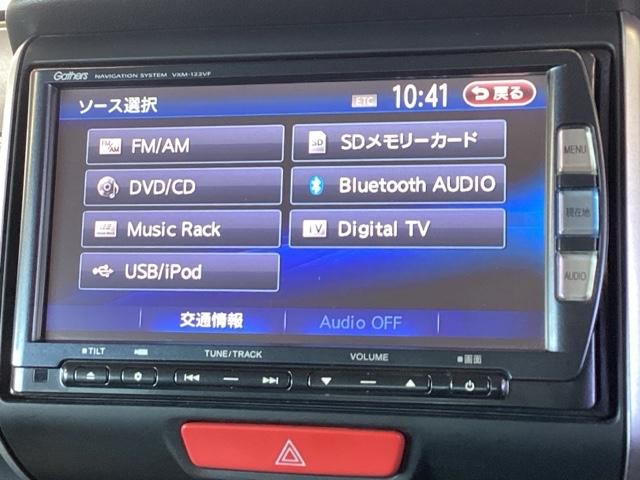 Gathers NAVIGATION SYSTEM VXM-122VF
ソース選択 ETC 10:41 戻る
FM/AM
SDメモリーカード
DVD/CD
Bluetooth AUDIO
Music Rack
Digital TV
USB/iPod
交通情報 Audio OFF
MENU
現在地
AUDIO
TILT TUNE/TRACK VOLUME 画面